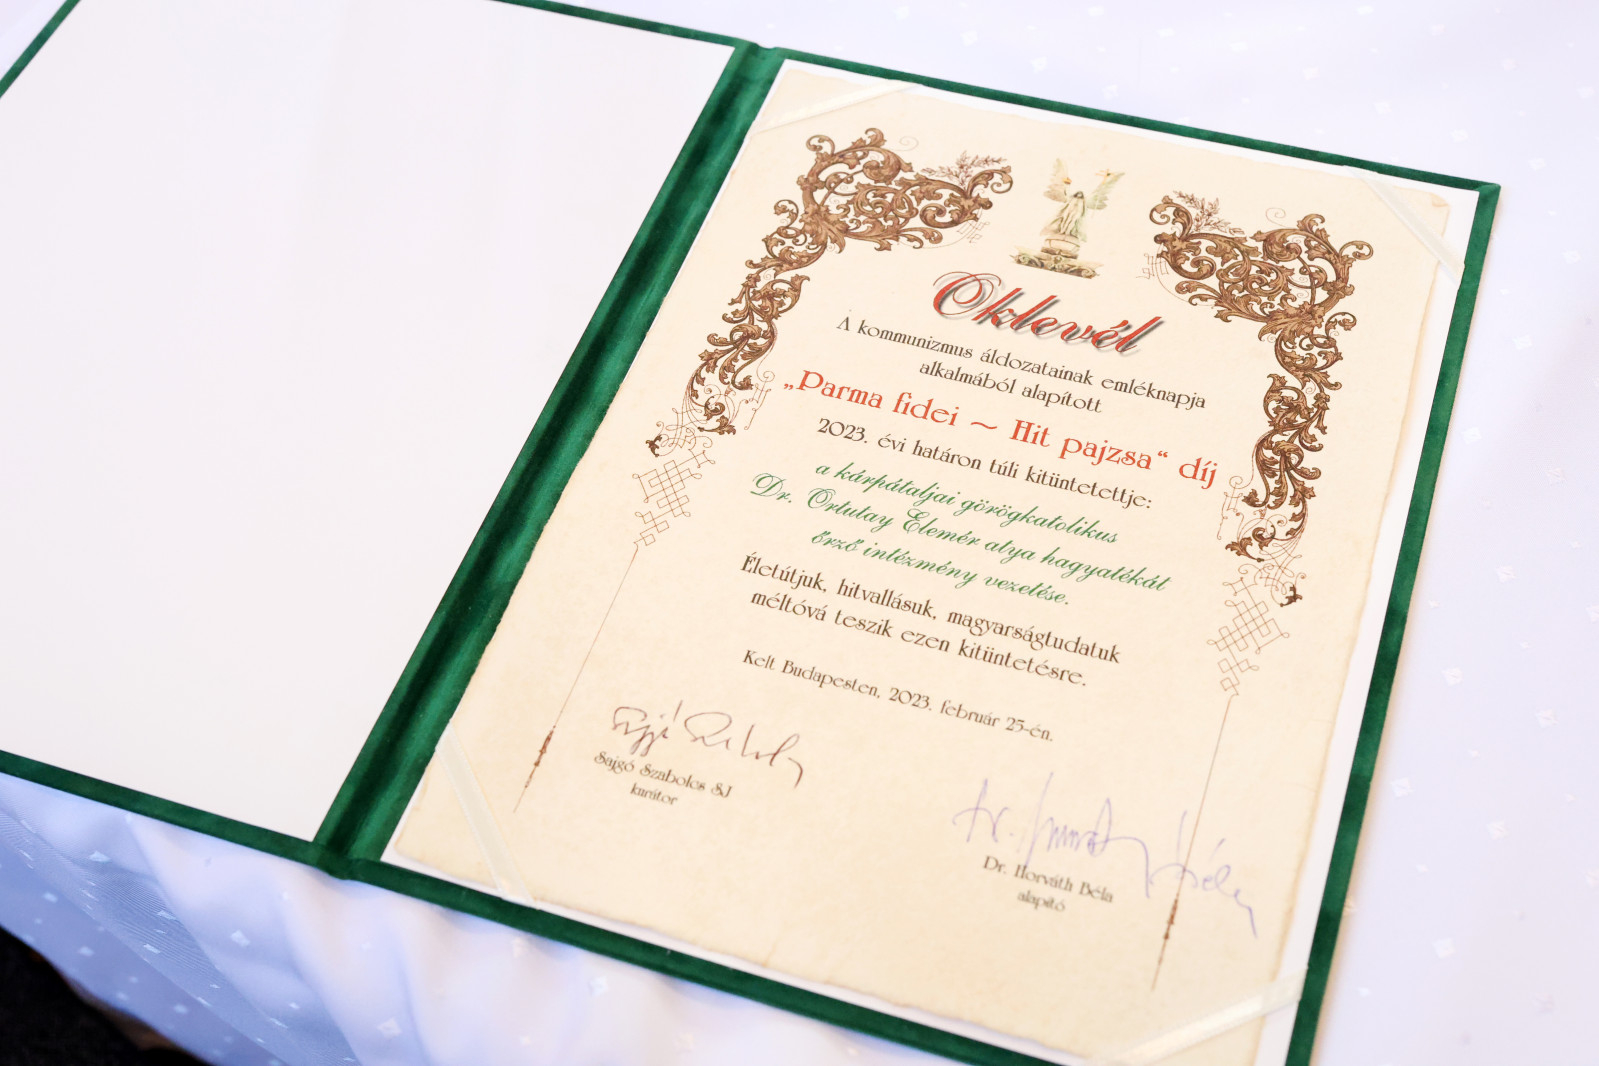 Oklevél
A kommunizmus áldozatainak emléknapja
alkalmából alapított
„Parma fidei ~ Hit pajzsa“ díj
2023. évi határon túli kitüntetettje:
a kárpátaljai görögkatolikus
Dr. Ortutay Elemér atya hagyatékát
őrző intézmény vezetése.
Életútjuk, hitvallásuk, magyarságtudatuk
méltóvá teszik ezen kitüntetésre.
Kelt Budapesten, 2023. február 25-én.
Sajgó Szabolcs SJ
kurátor
Dr. Horváth Béla
alapító